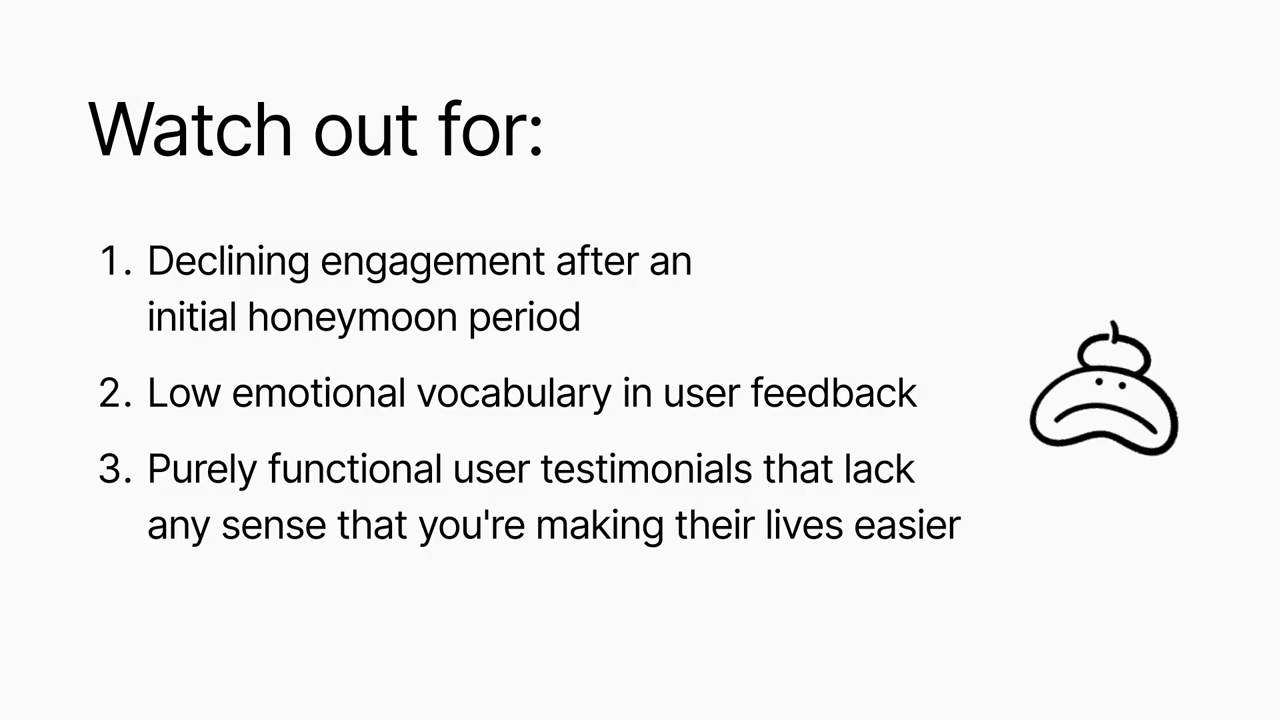 Watch out for:
1. Declining engagement after an
initial honeymoon period
2. Low emotional vocabulary in user feedback
3. Purely functional user testimonials that lack
any sense that you're making their lives easier